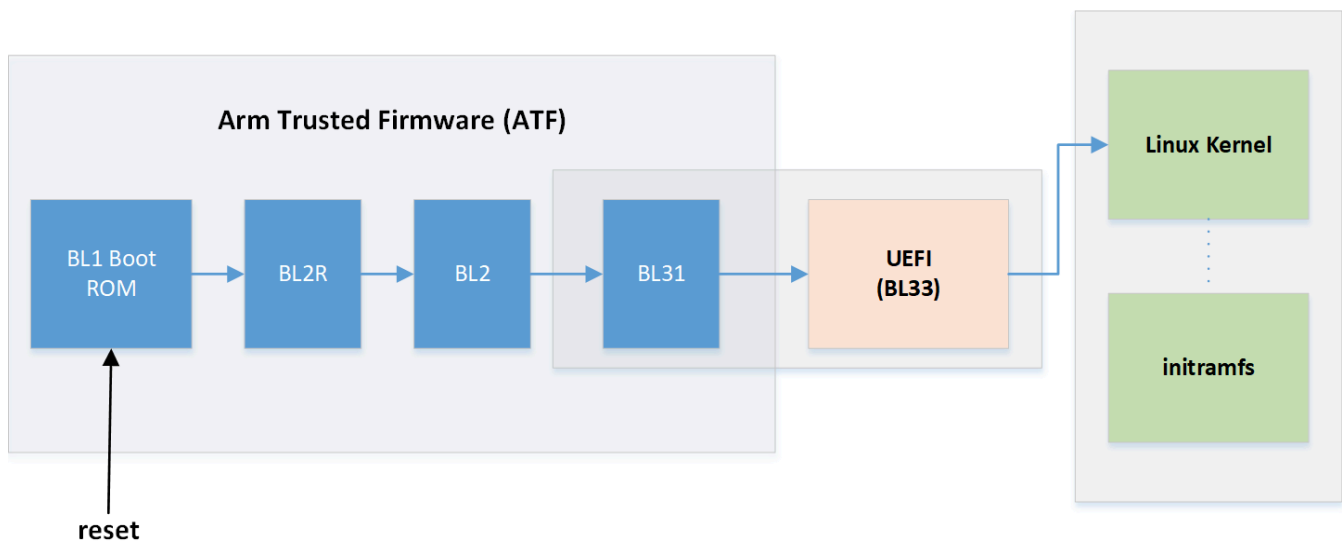 Arm Trusted Firmware (ATF)
BL1 Boot
ROM
BL2R
BL2
BL31
UEFI
(BL33)
Linux Kernel
initramfs
reset